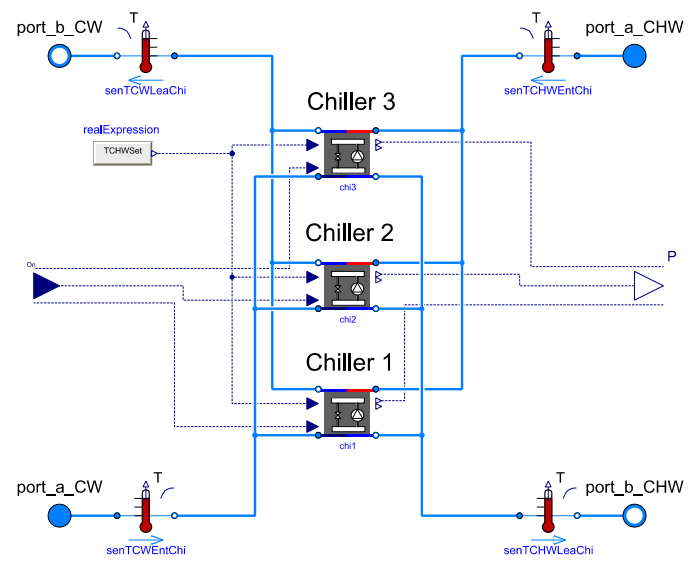 port_b_CW
T
T
port_a_CHW
senTCWLeaChi
senTCHWEntChi
Chiller 3
realExpression
TCHWSet
chi3
Chiller 2
On
P
chi2
Chiller 1
chi1
port_a_CW
T
T
port_b_CHW
senTCWEntChi
senTCHWLeaChi